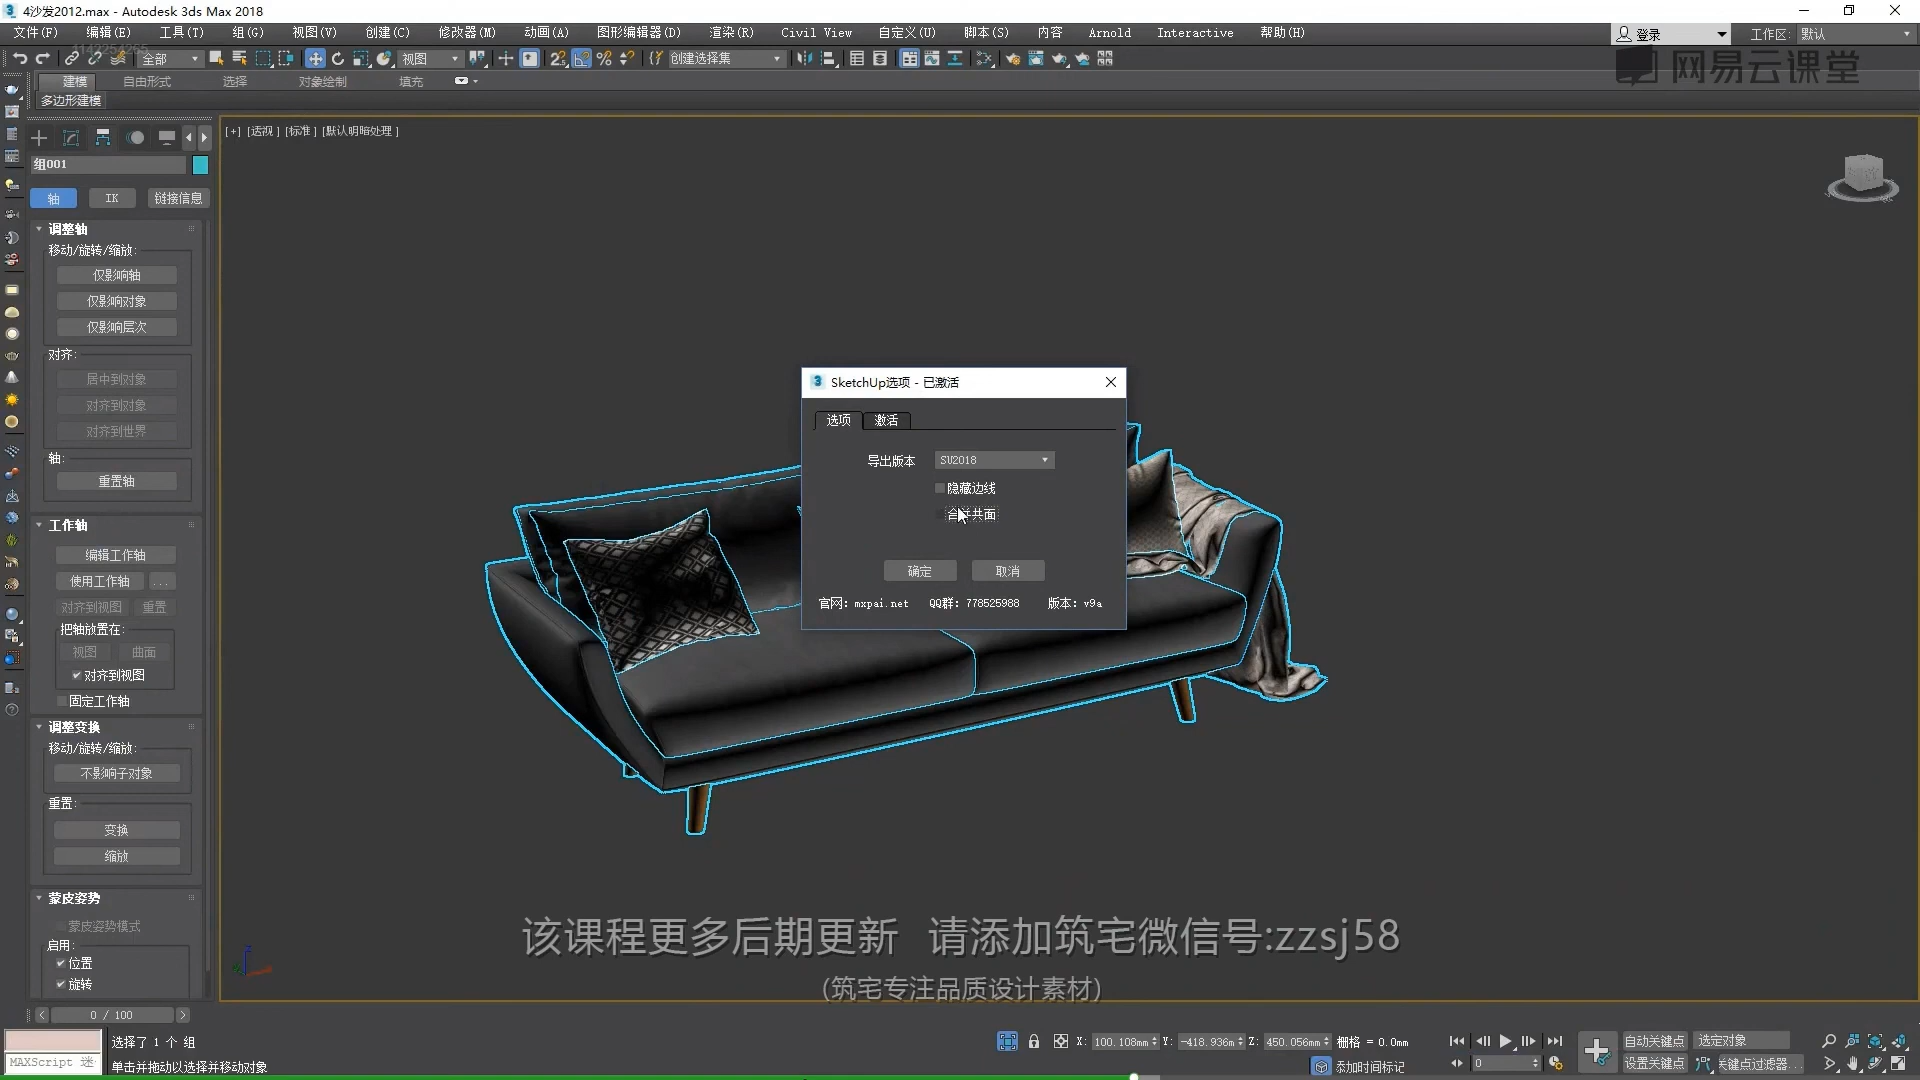 4沙发2012.max - Autodesk 3ds Max 2018
文件(F) 编辑(E) 工具(T) 组(G) 视图(V) 创建(C) 修改器(M) 动画(A) 图形编辑器(D) 渲染(R) Civil View 自定义(U) 脚本(S) 内容 Arnold Interactive 帮助(H) 登录 工作区: 默认
1142254265
全部 视图 创建选择集
网易云课堂
建模 自由形式 选择 对象绘制 填充
多边形建模
[+] [透视] [标准] [默认明暗处理]
组001
轴 IK 链接信息
调整轴
移动/旋转/缩放:
仅影响轴
仅影响对象
仅影响层次
对齐:
居中到对象
对齐到对象
对齐到世界
轴:
重置轴
工作轴
编辑工作轴
使用工作轴 ...
对齐到视图 重置
把轴放置在:
视图 曲面
对齐到视图
固定工作轴
调整变换
移动/旋转/缩放:
不影响子对象
重置:
变换
缩放
蒙皮姿势
蒙皮姿势模式
启用:
位置
旋转
SketchUp选项 - 已激活
选项 激活
导出版本 SU2018
隐藏边线
合并共面
确定 取消
官网: mxpai.net QQ群: 778525988 版本: v9a
该课程更多后期更新 请添加筑宅微信号:zzsj58
(筑宅专注品质设计素材)
0 / 100
选择了 1 个 组
X: 100.108mm Y: -418.936m Z: 450.056mm 栅格 = 0.0mm
自动关键点 选定对象
MAXScript 迷
单击并拖动以选择并移动对象
添加时间标记
0
设置关键点 关键点过滤器...